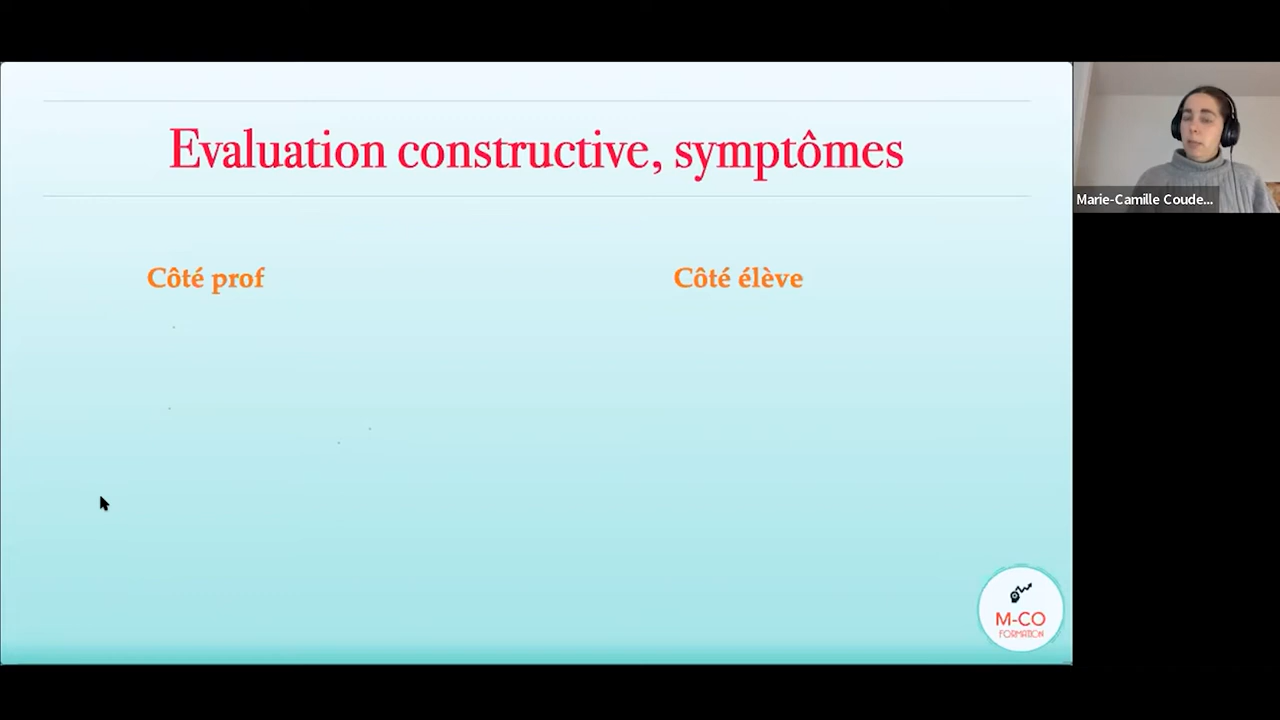 Evaluation constructive, symptômes
Côté prof
Côté élève
Marie-Camille Coude...
M-CO
FORMATION